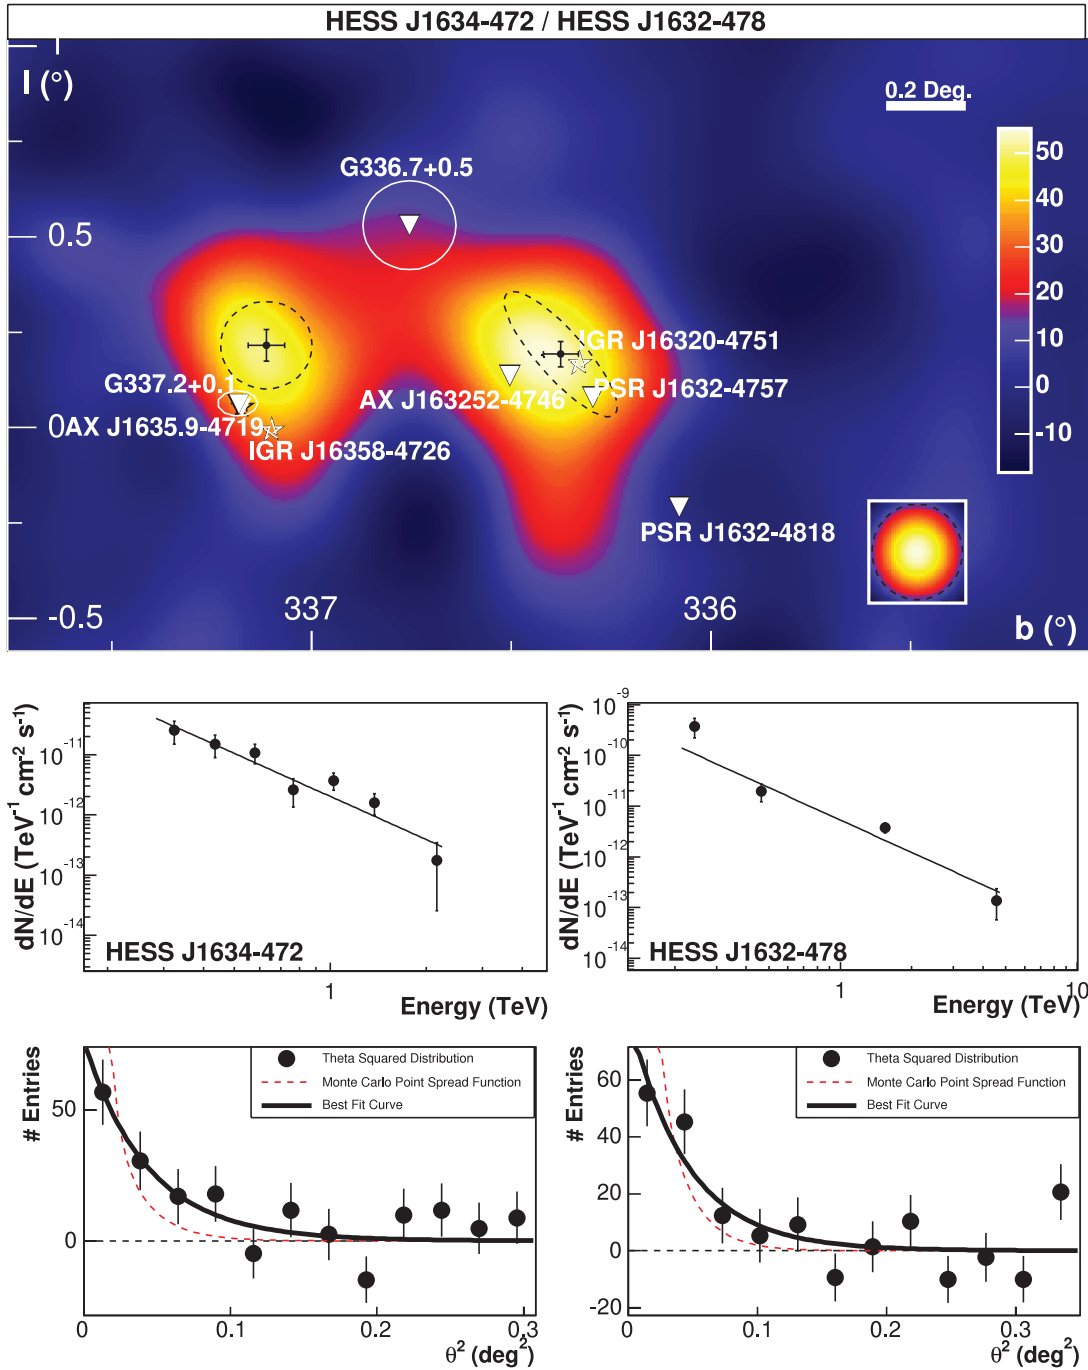 HESS J1634-472 / HESS J1632-478
l (°)
0.2 Deg.
G336.7+0.5
50
40
30
20
10
0
-10
0.5
IGR J16320-4751
G337.2+0.1
AX J163252-4746
PSR J1632-4757
0
AX J1635.9-4719
IGR J16358-4726
PSR J1632-4818
-0.5
337
336
b (°)
dN/dE (TeV⁻¹ cm⁻² s⁻¹)
10⁻¹¹
10⁻¹²
10⁻¹³
10⁻¹⁴
HESS J1634-472
1
Energy (TeV)
dN/dE (TeV⁻¹ cm⁻² s⁻¹)
10⁻⁹
10⁻¹⁰
10⁻¹¹
10⁻¹²
10⁻¹³
10⁻¹⁴
HESS J1632-478
1
10
Energy (TeV)
# Entries
Theta Squared Distribution
Monte Carlo Point Spread Function
Best Fit Curve
50
0
0 0.1 0.2 0.3
θ² (deg²)
# Entries
Theta Squared Distribution
Monte Carlo Point Spread Function
Best Fit Curve
60
40
20
0
-20
0 0.1 0.2 0.3
θ² (deg²)